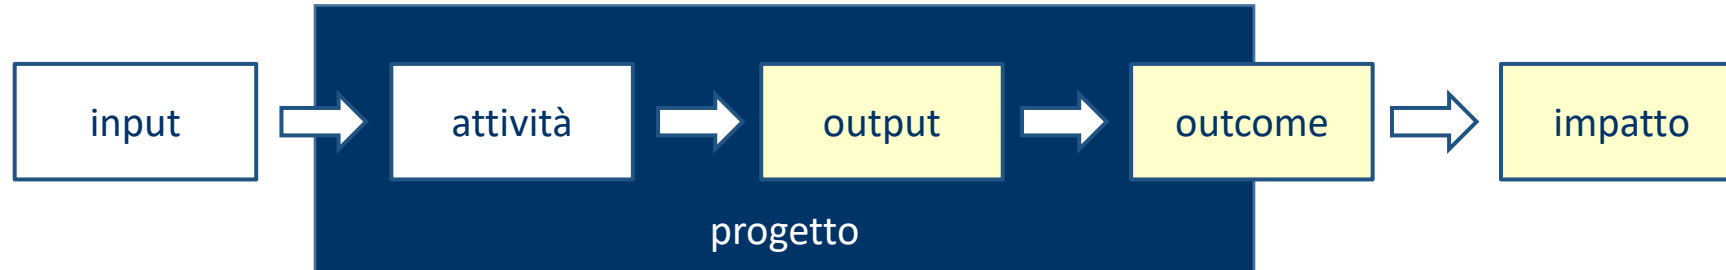 input
attività
output
outcome
impatto
progetto